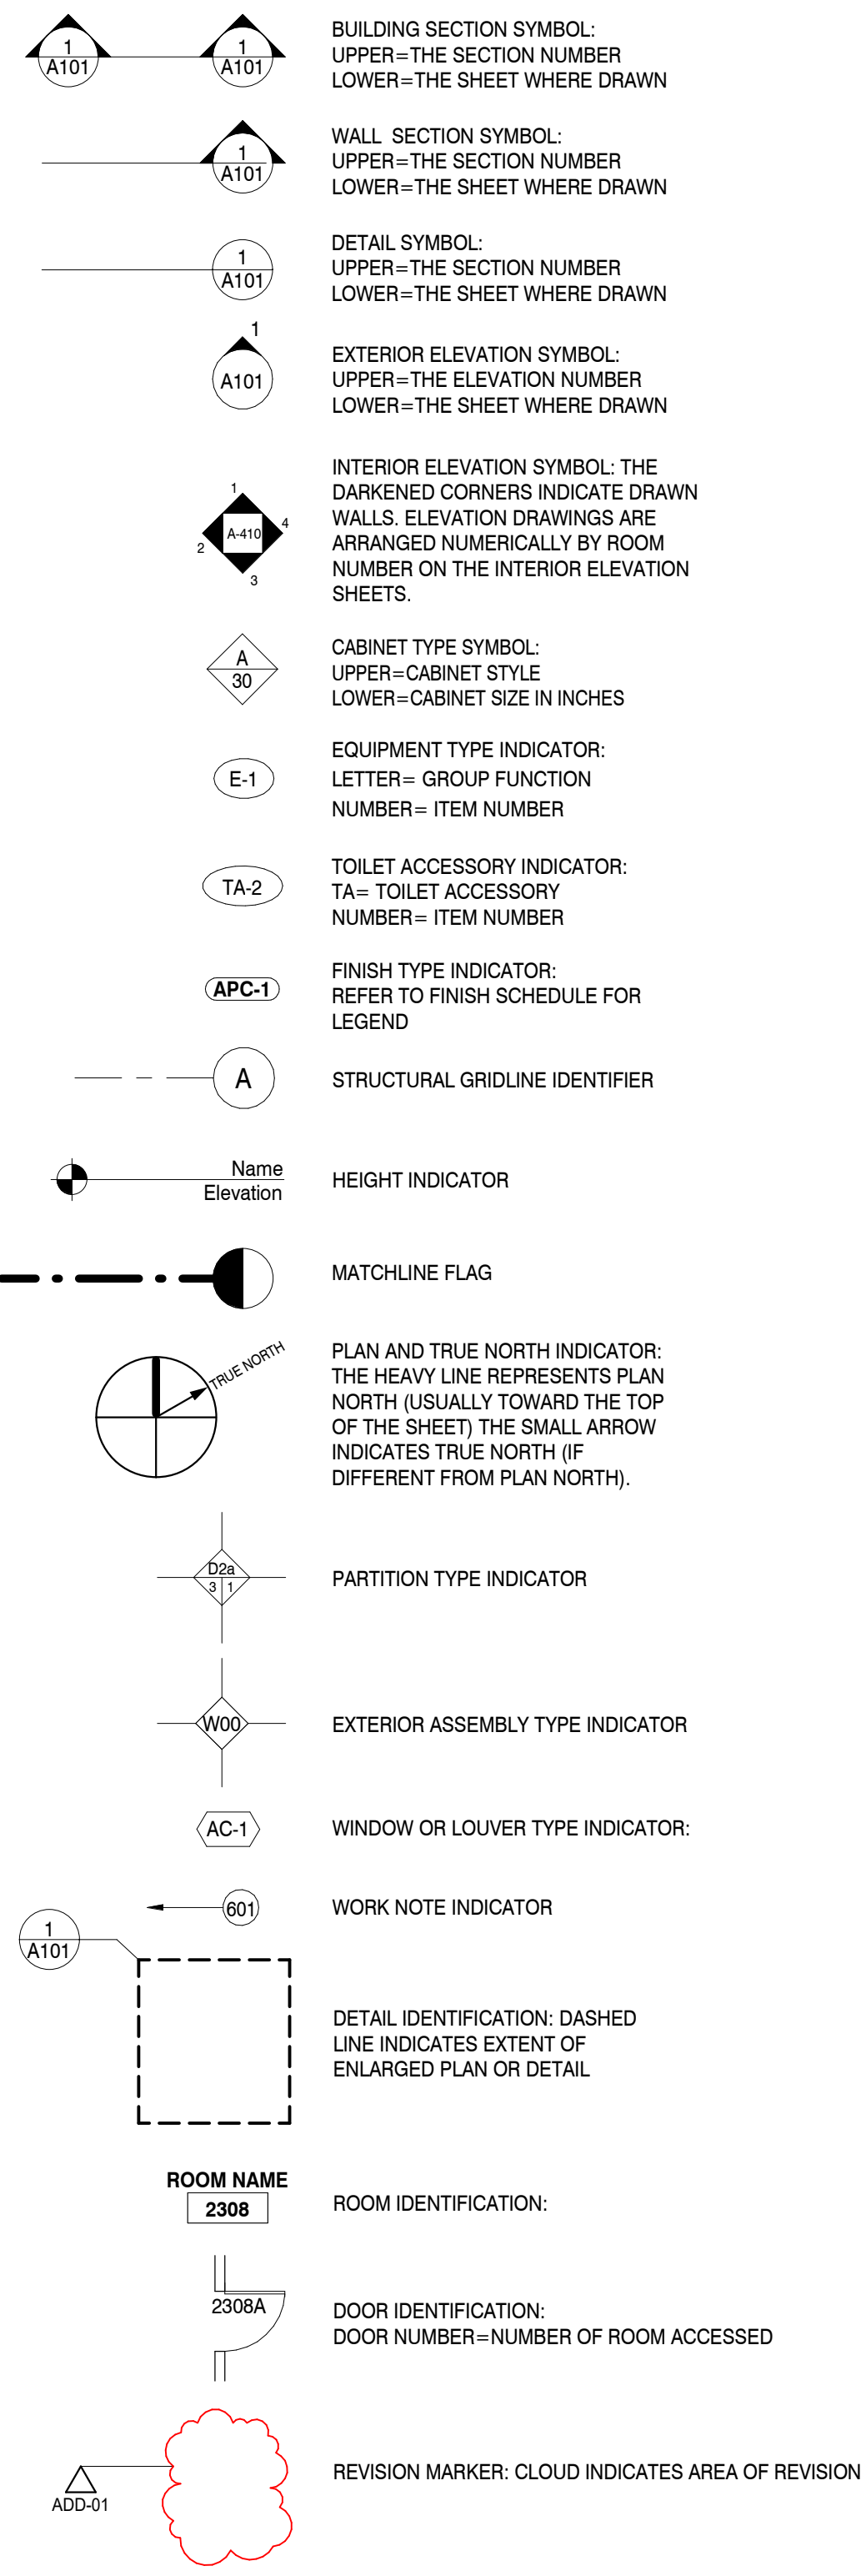 1
A101
1
A101
BUILDING SECTION SYMBOL:
UPPER=THE SECTION NUMBER
LOWER=THE SHEET WHERE DRAWN
1
A101
WALL  SECTION SYMBOL:
UPPER=THE SECTION NUMBER
LOWER=THE SHEET WHERE DRAWN
1
A101
DETAIL SYMBOL:
UPPER=THE SECTION NUMBER
LOWER=THE SHEET WHERE DRAWN
1
A101
EXTERIOR ELEVATION SYMBOL:
UPPER=THE ELEVATION NUMBER
LOWER=THE SHEET WHERE DRAWN
1
4
A-410
2
3
INTERIOR ELEVATION SYMBOL: THE
DARKENED CORNERS INDICATE DRAWN
WALLS. ELEVATION DRAWINGS ARE
ARRANGED NUMERICALLY BY ROOM
NUMBER ON THE INTERIOR ELEVATION
SHEETS.
A
30
CABINET TYPE SYMBOL:
UPPER=CABINET STYLE
LOWER=CABINET SIZE IN INCHES
E-1
EQUIPMENT TYPE INDICATOR:
LETTER= GROUP FUNCTION
NUMBER= ITEM NUMBER
TA-2
TOILET ACCESSORY INDICATOR:
TA= TOILET ACCESSORY
NUMBER= ITEM NUMBER
APC-1
FINISH TYPE INDICATOR:
REFER TO FINISH SCHEDULE FOR
LEGEND
A
STRUCTURAL GRIDLINE IDENTIFIER
Name
Elevation
HEIGHT INDICATOR
MATCHLINE FLAG
TRUE NORTH
PLAN AND TRUE NORTH INDICATOR:
THE HEAVY LINE REPRESENTS PLAN
NORTH (USUALLY TOWARD THE TOP
OF THE SHEET) THE SMALL ARROW
INDICATES TRUE NORTH (IF
DIFFERENT FROM PLAN NORTH).
D2a
3 1
PARTITION TYPE INDICATOR
W00
EXTERIOR ASSEMBLY TYPE INDICATOR
AC-1
WINDOW OR LOUVER TYPE INDICATOR:
601
WORK NOTE INDICATOR
1
A101
DETAIL IDENTIFICATION: DASHED
LINE INDICATES EXTENT OF
ENLARGED PLAN OR DETAIL
ROOM NAME
2308
ROOM IDENTIFICATION:
2308A
DOOR IDENTIFICATION:
DOOR NUMBER=NUMBER OF ROOM ACCESSED
ADD-01
REVISION MARKER: CLOUD INDICATES AREA OF REVISION